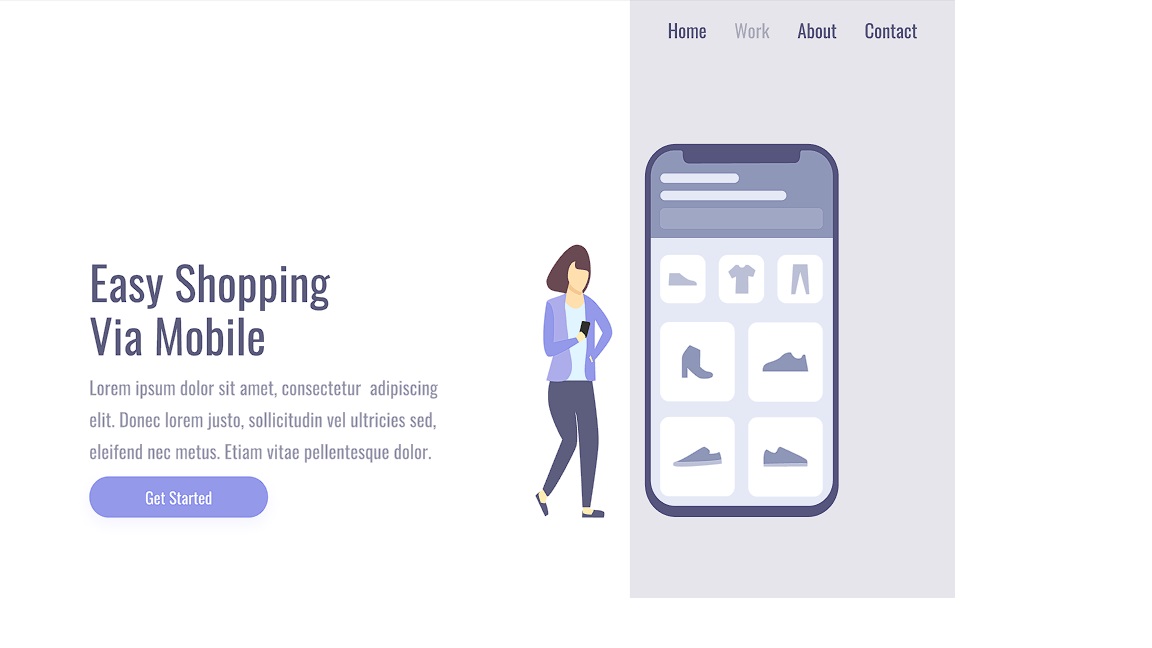 Home Work About Contact
Easy Shopping
Via Mobile
Lorem ipsum dolor sit amet, consectetur  adipiscing
elit. Donec lorem justo, sollicitudin vel ultricies sed,
eleifend nec metus. Etiam vitae pellentesque dolor.
Get Started